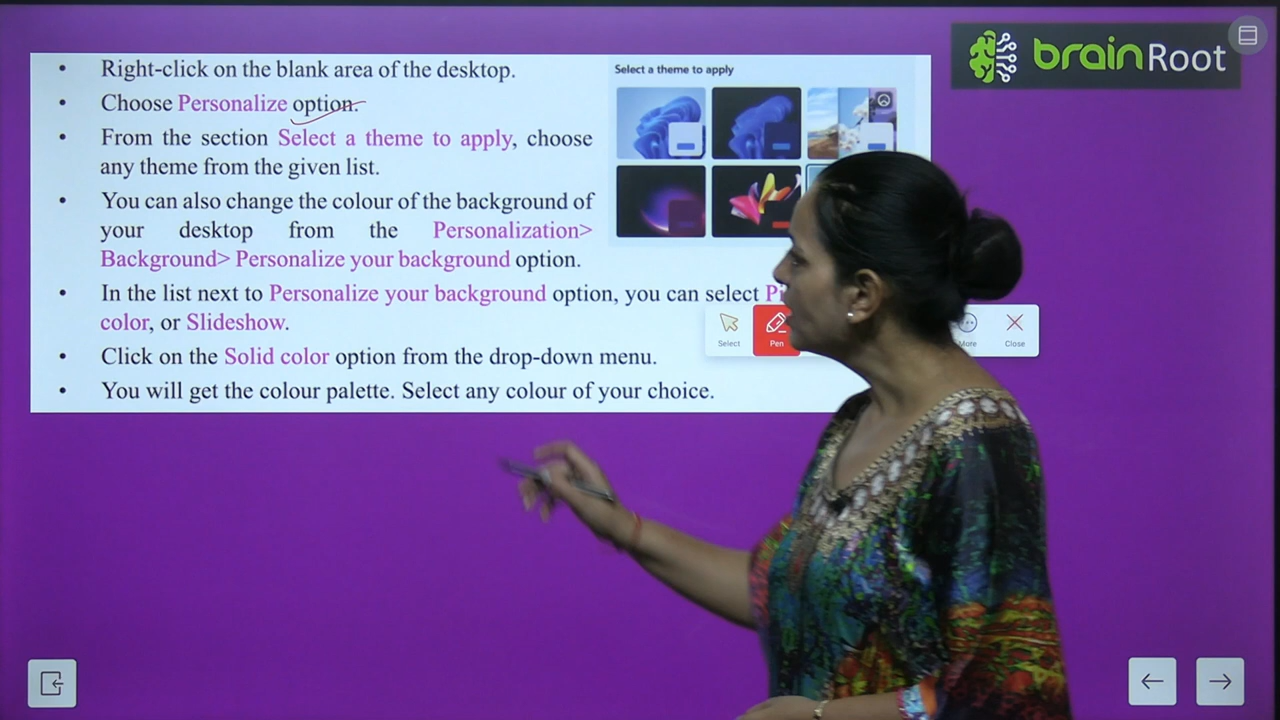 • Right-click on the blank area of the desktop.
• Choose Personalize option.
• From the section Select a theme to apply, choose
any theme from the given list.
• You can also change the colour of the background of
your desktop from the Personalization>
Background> Personalize your background option.
• In the list next to Personalize your background option, you can select
color, or Slideshow.
• Click on the Solid color option from the drop-down menu.
• You will get the colour palette. Select any colour of your choice.
Select a theme to apply
brainRoot
Select
Pen
More
Close